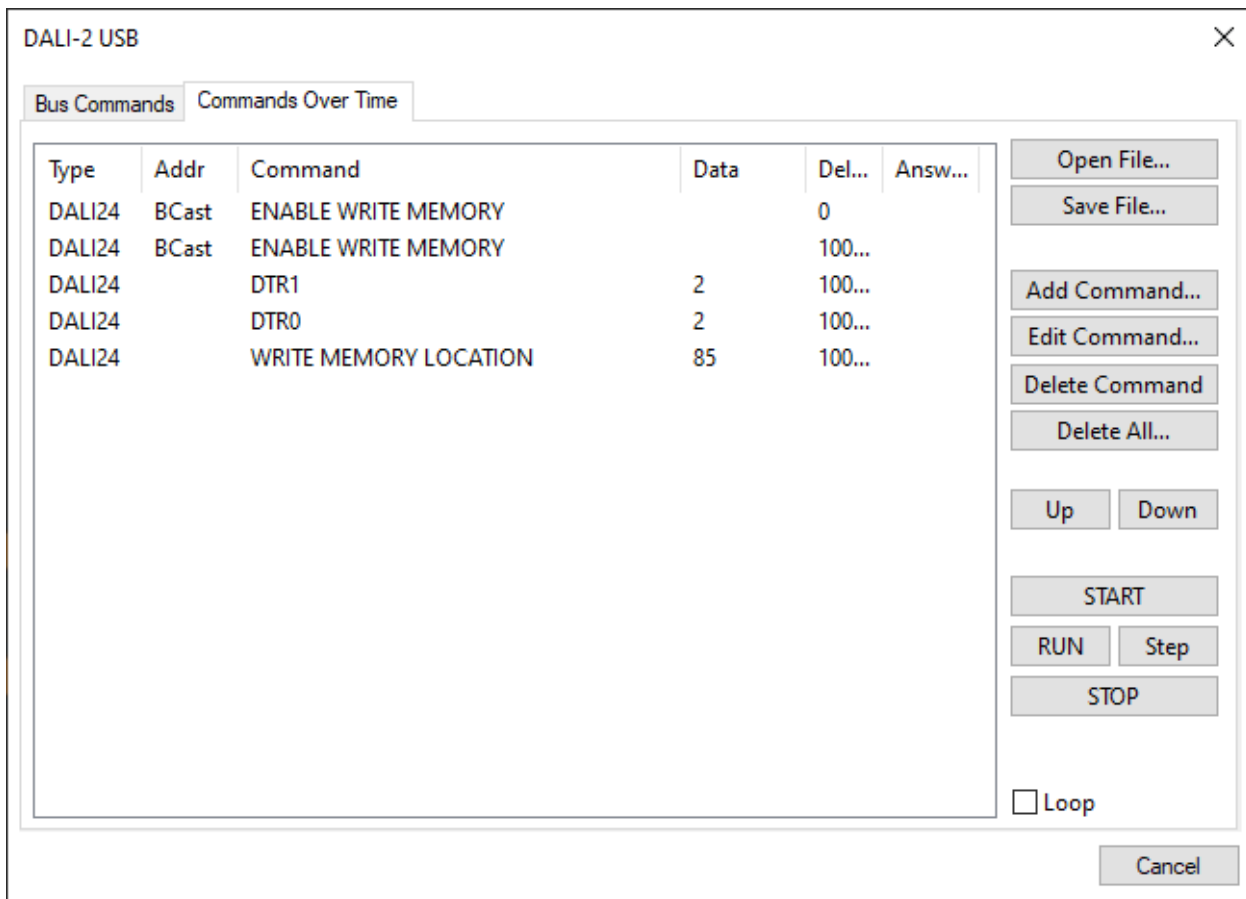 DALI-2 USB
Bus Commands Commands Over Time
Type Addr Command Data Del... Answ...
DALI24 BCast ENABLE WRITE MEMORY 0
DALI24 BCast ENABLE WRITE MEMORY 100...
DALI24 DTR1 2 100...
DALI24 DTR0 2 100...
DALI24 WRITE MEMORY LOCATION 85 100...
Open File...
Save File...
Add Command...
Edit Command...
Delete Command
Delete All...
Up Down
START
RUN Step
STOP
Loop
Cancel